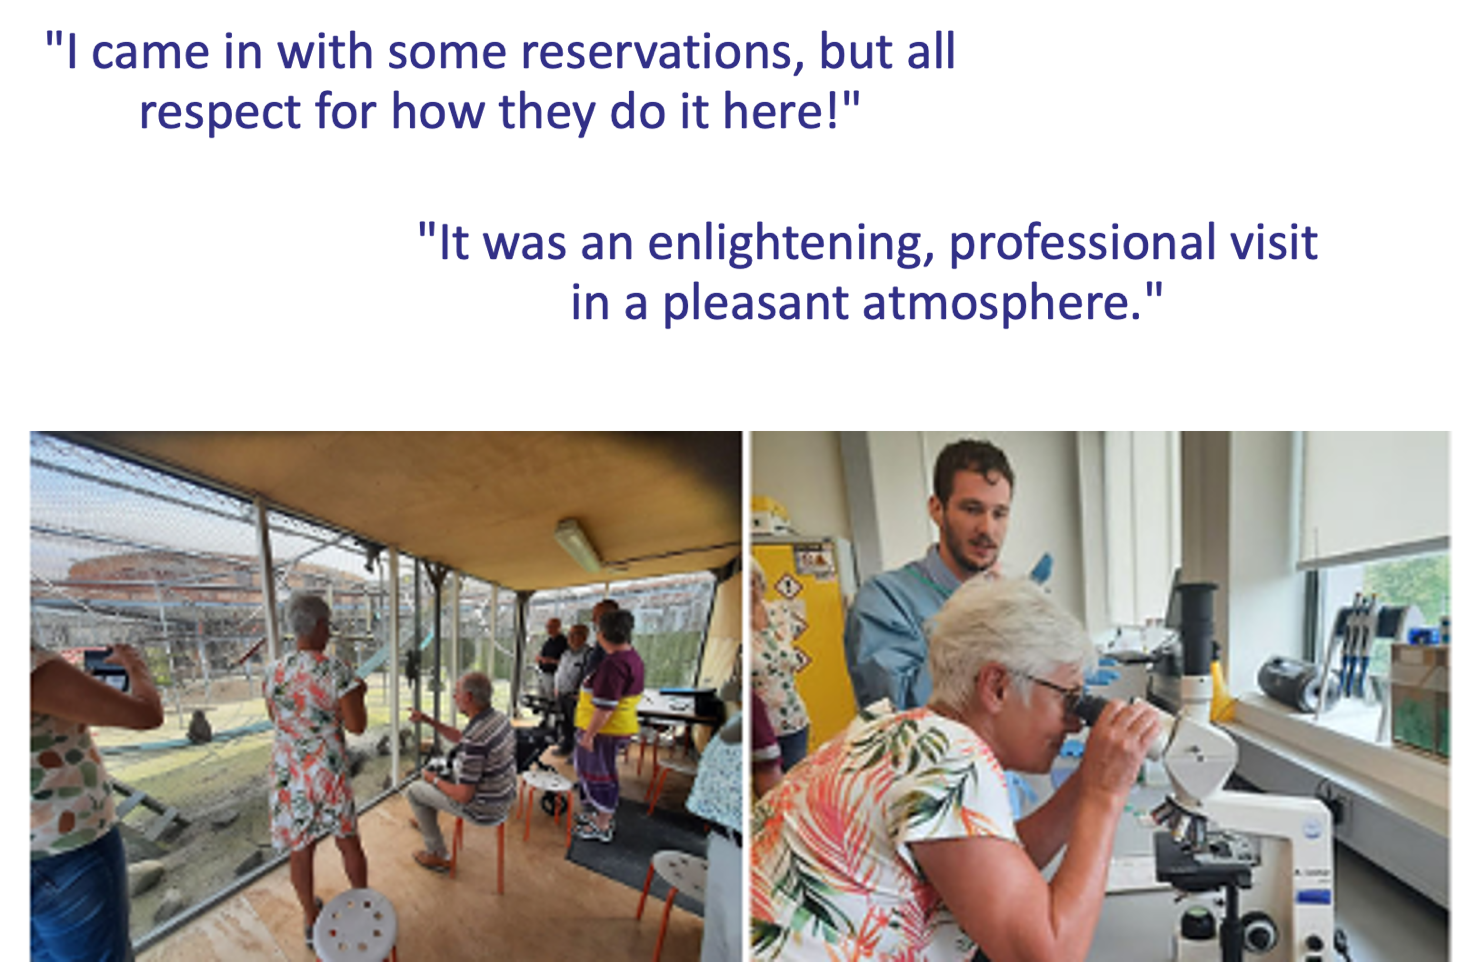 "I came in with some reservations, but all
respect for how they do it here!"
"It was an enlightening, professional visit
in a pleasant atmosphere."